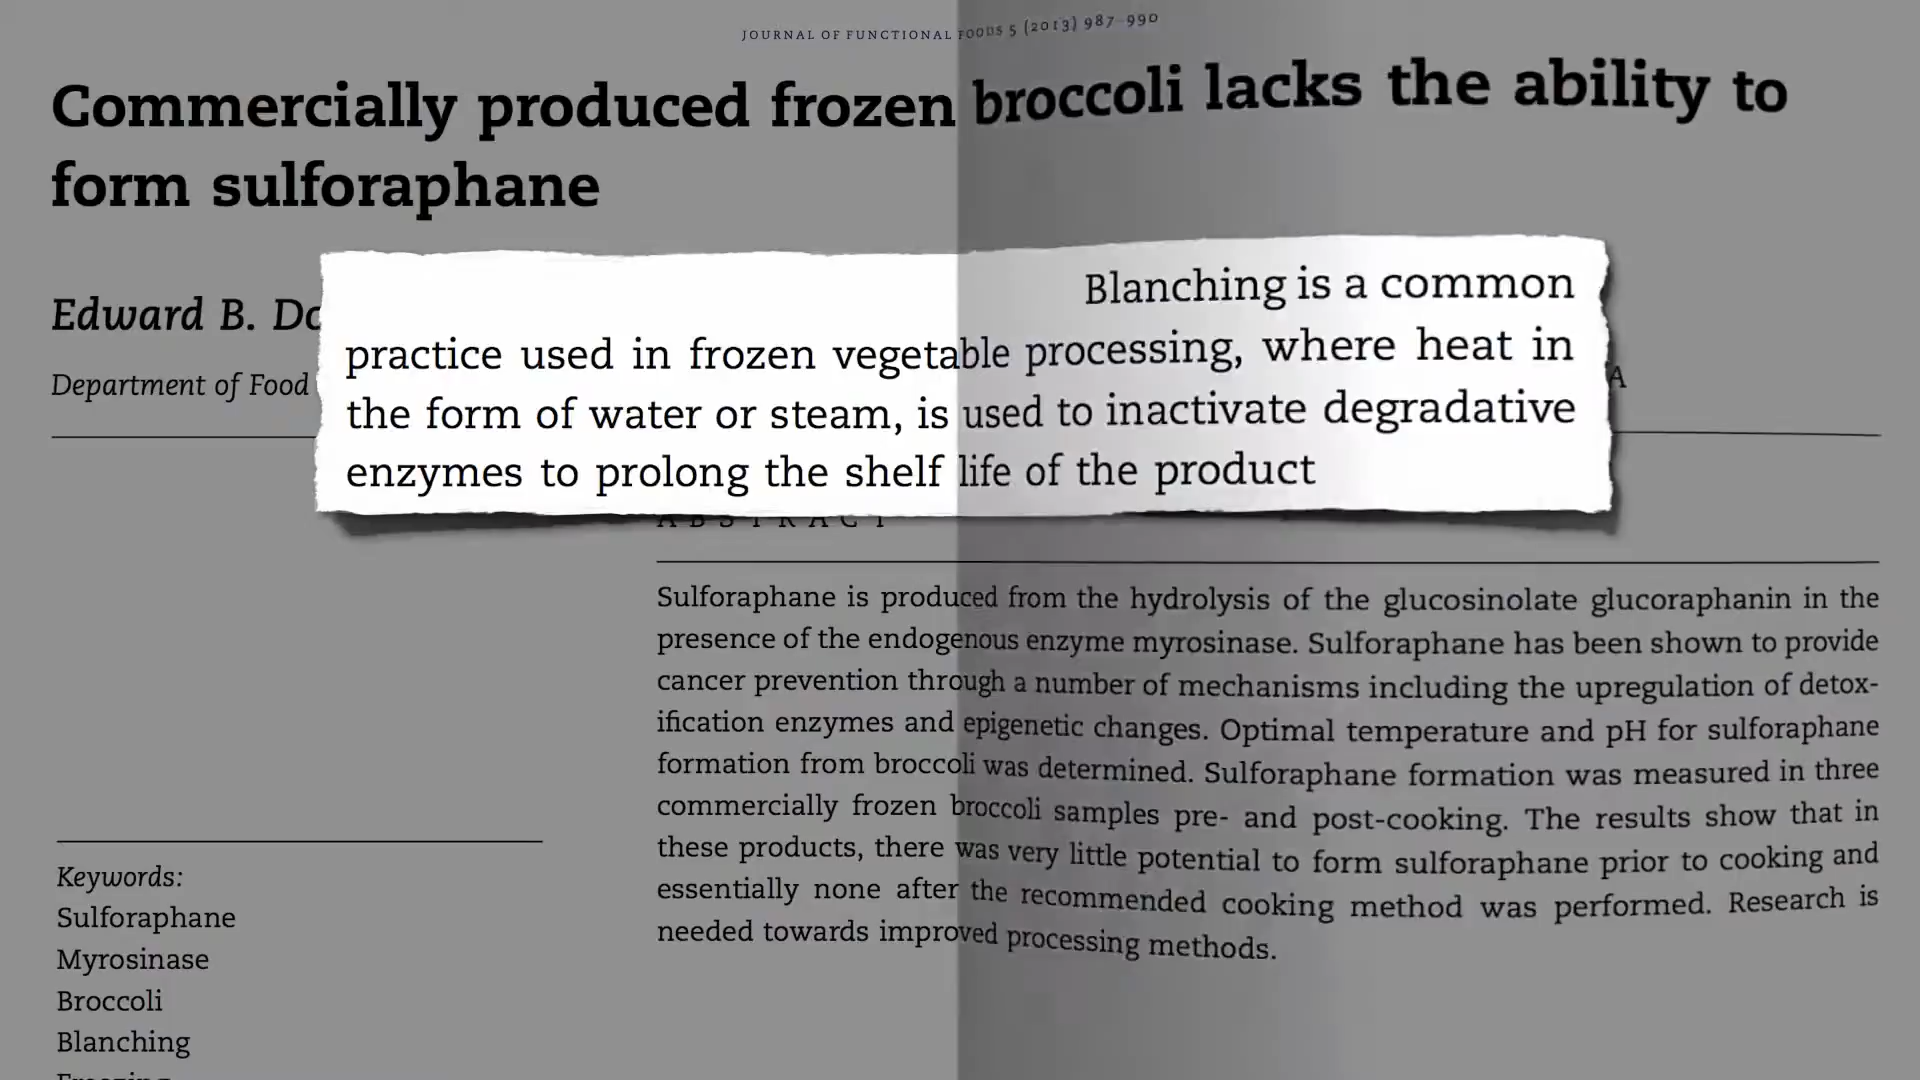 JOURNAL OF FUNCTIONAL FOODS 5 (2013) 987–990
Commercially produced frozen broccoli lacks the ability to
form sulforaphane
Blanching is a common
practice used in frozen vegetable processing, where heat in
the form of water or steam, is used to inactivate degradative
enzymes to prolong the shelf life of the product
Edward B.
Department of Food
A
ABSTRACT
Sulforaphane is produced from the hydrolysis of the glucosinolate glucoraphanin in the
presence of the endogenous enzyme myrosinase. Sulforaphane has been shown to provide
cancer prevention through a number of mechanisms including the upregulation of detox-
ification enzymes and epigenetic changes. Optimal temperature and pH for sulforaphane
formation from broccoli was determined. Sulforaphane formation was measured in three
commercially frozen broccoli samples pre- and post-cooking. The results show that in
these products, there was very little potential to form sulforaphane prior to cooking and
essentially none after the recommended cooking method was performed. Research is
needed towards improved processing methods.
Keywords:
Sulforaphane
Myrosinase
Broccoli
Blanching
Freezing